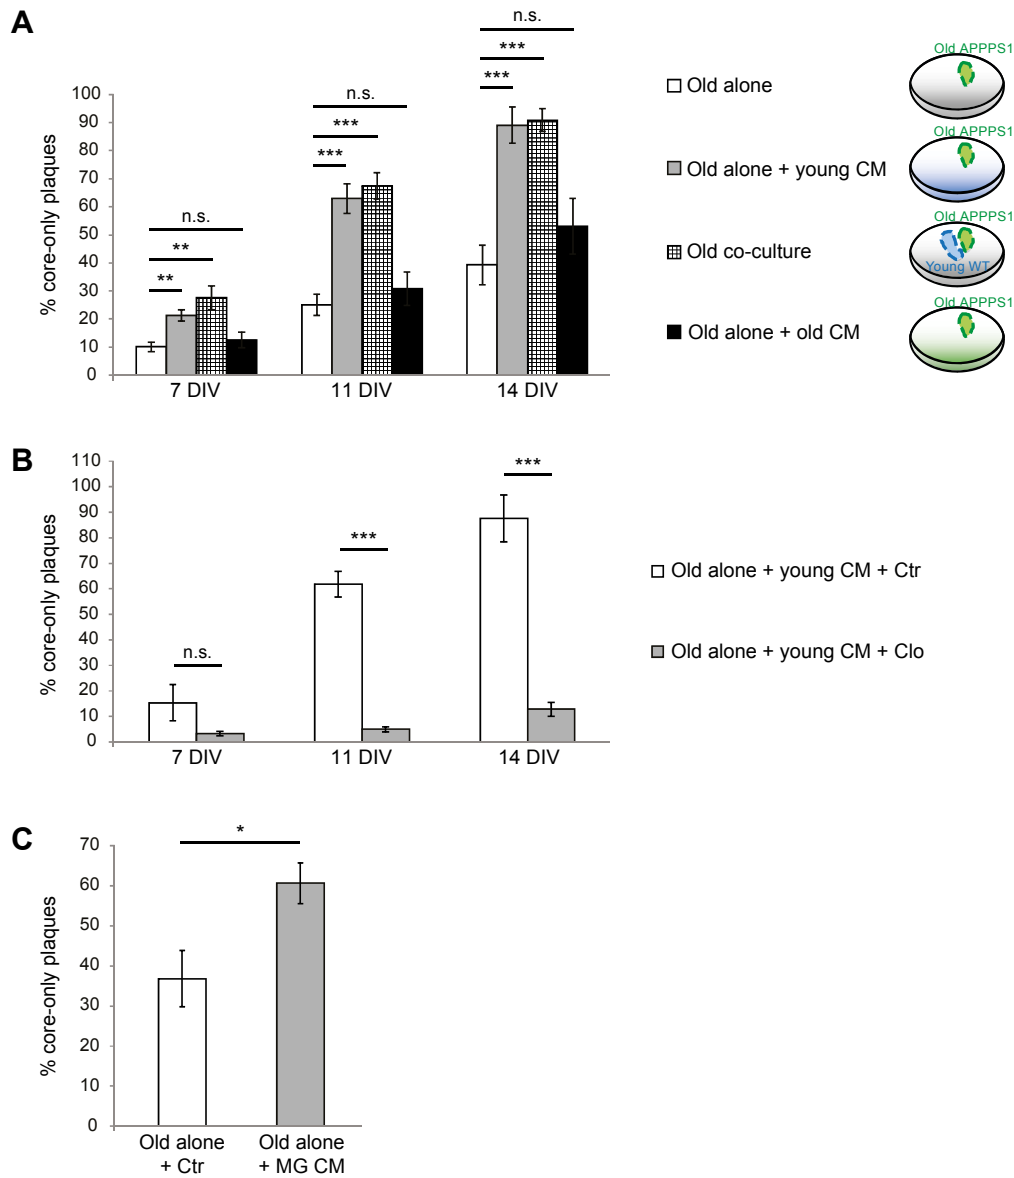 A
n.s.
***
***
n.s.
***
***
n.s.
**
**
% core-only plaques
100
90
80
70
60
50
40
30
20
10
0
7 DIV
11 DIV
14 DIV
Old alone
Old alone + young CM
Old co-culture
Old alone + old CM
Old APPPS1
Old APPPS1
Old APPPS1
Young WT
Old APPPS1
B
% core-only plaques
110
100
90
80
70
60
50
40
30
20
10
0
n.s.
***
***
7 DIV
11 DIV
14 DIV
Old alone + young CM + Ctr
Old alone + young CM + Clo
C
% core-only plaques
70
60
50
40
30
20
10
0
*
Old alone
+ Ctr
Old alone
+ MG CM